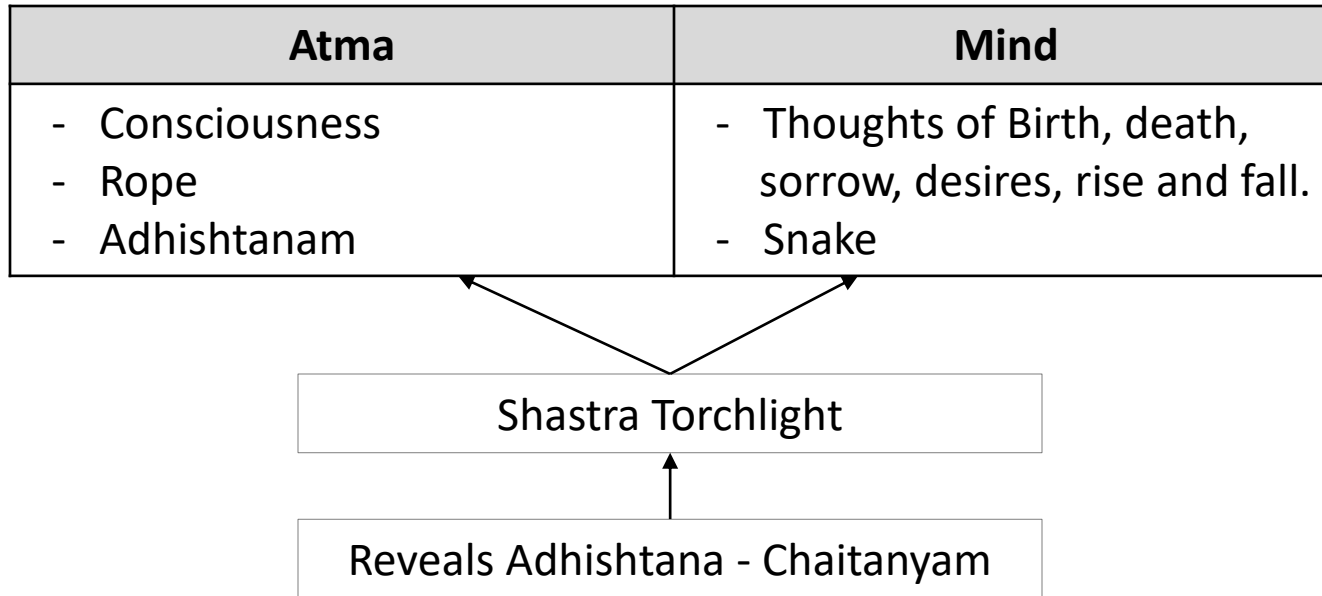 Atma
Mind
- Consciousness
- Rope
- Adhishtanam
- Thoughts of Birth, death,
sorrow, desires, rise and fall.
- Snake
Shastra Torchlight
Reveals Adhishtana - Chaitanyam